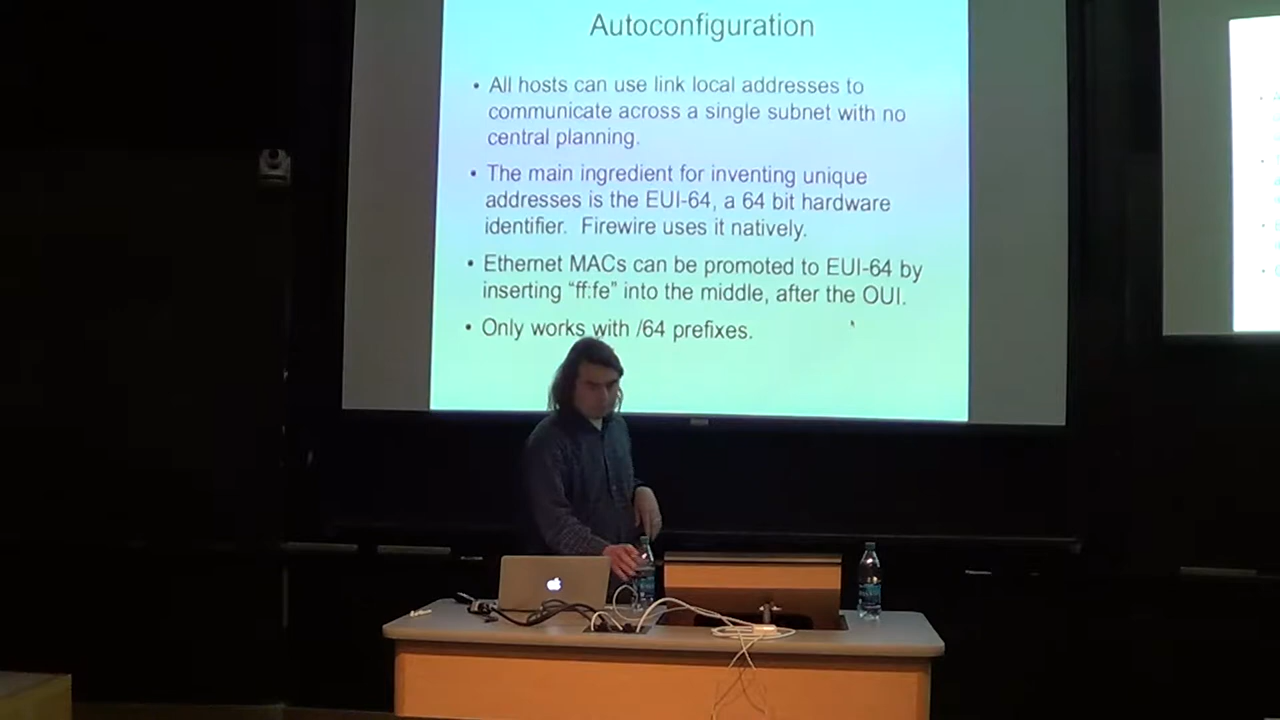 Autoconfiguration
• All hosts can use link local addresses to
communicate across a single subnet with no
central planning.
• The main ingredient for inventing unique
addresses is the EUI-64, a 64 bit hardware
identifier. Firewire uses it natively.
• Ethernet MACs can be promoted to EUI-64 by
inserting “ff:fe” into the middle, after the OUI.
• Only works with /64 prefixes.